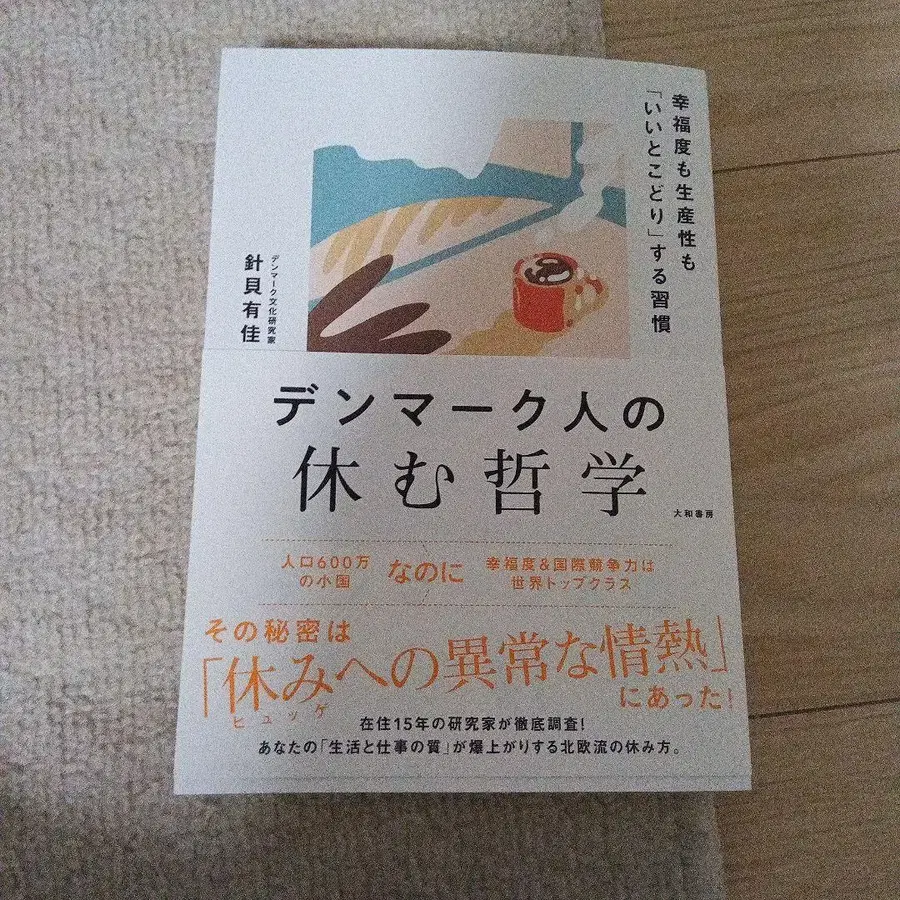 幸福度も生産性も
「いいとこどり」する習慣
デンマーク文化研究家
針貝有佳
デンマーク人の
休む哲学
大和書房
人口600万
の小国
なのに
幸福度&国際競争力は
世界トップクラス
その秘密は
「休みへの異常な情熱」
ヒュッゲ
にあった!
在住15年の研究家が徹底調査!
あなたの「生活と仕事の質」が爆上がりする北欧流の休み方。